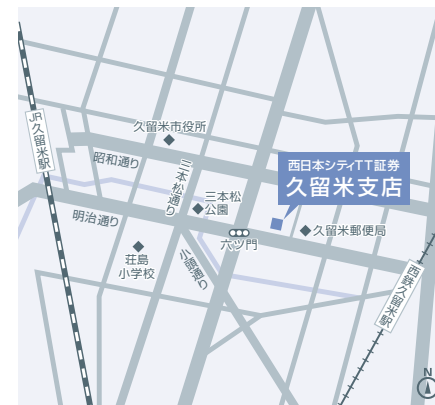 久留米市役所
JR
久留米駅
昭和通り
三本松通り
西日本シティTT証券
久留米支店
三本松
公園
明治通り
六ツ門
久留米郵便局
荘島
小学校
小頭通り
西鉄久留米駅
N